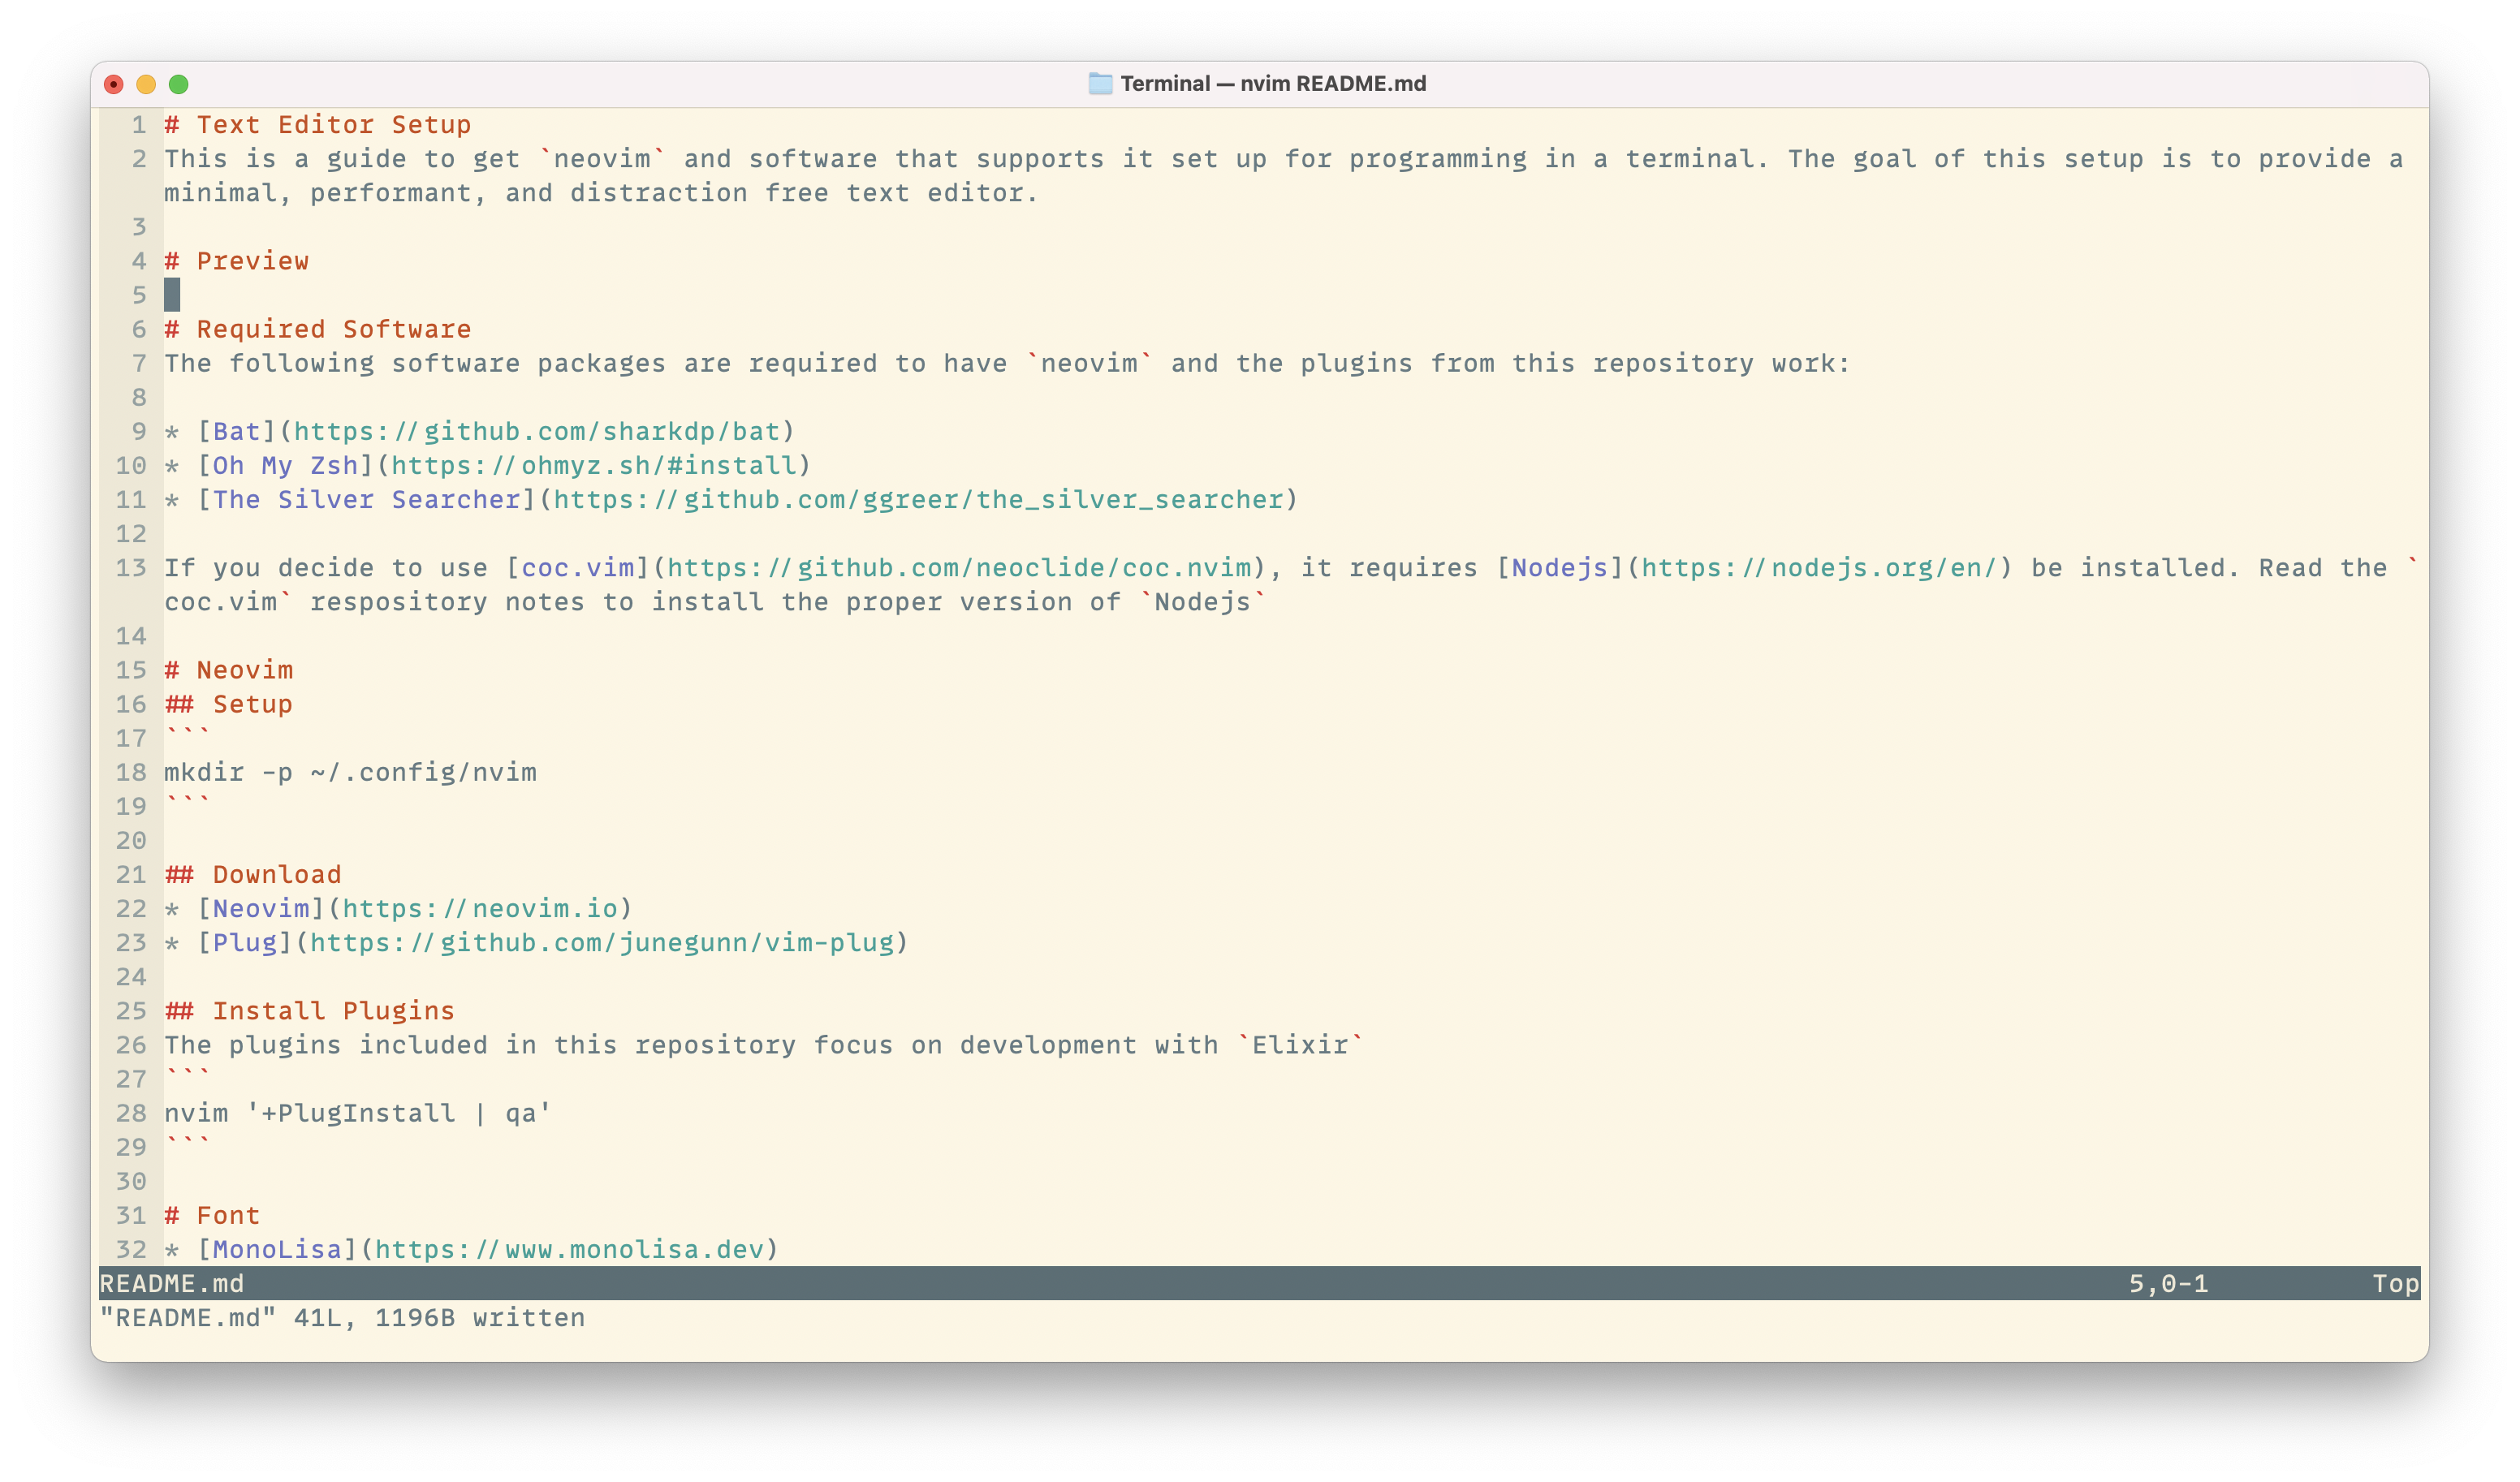 Terminal — nvim README.md
1 # Text Editor Setup
2 This is a guide to get `neovim` and software that supports it set up for programming in a terminal. The goal of this setup is to provide a
minimal, performant, and distraction free text editor.
3
4 # Preview
5
6 # Required Software
7 The following software packages are required to have `neovim` and the plugins from this repository work:
8
9 * [Bat](https://github.com/sharkdp/bat)
10 * [Oh My Zsh](https://ohmyz.sh/#install)
11 * [The Silver Searcher](https://github.com/ggreer/the_silver_searcher)
12
13 If you decide to use [coc.vim](https://github.com/neoclide/coc.nvim), it requires [Nodejs](https://nodejs.org/en/) be installed. Read the `
coc.vim` respository notes to install the proper version of `Nodejs`
14
15 # Neovim
16 ## Setup
17 ```
18 mkdir -p ~/.config/nvim
19 ```
20
21 ## Download
22 * [Neovim](https://neovim.io)
23 * [Plug](https://github.com/junegunn/vim-plug)
24
25 ## Install Plugins
26 The plugins included in this repository focus on development with `Elixir`
27 ```
28 nvim '+PlugInstall | qa'
29 ```
30
31 # Font
32 * [MonoLisa](https://www.monolisa.dev)
README.md 5,0-1 Top
"README.md" 41L, 1196B written